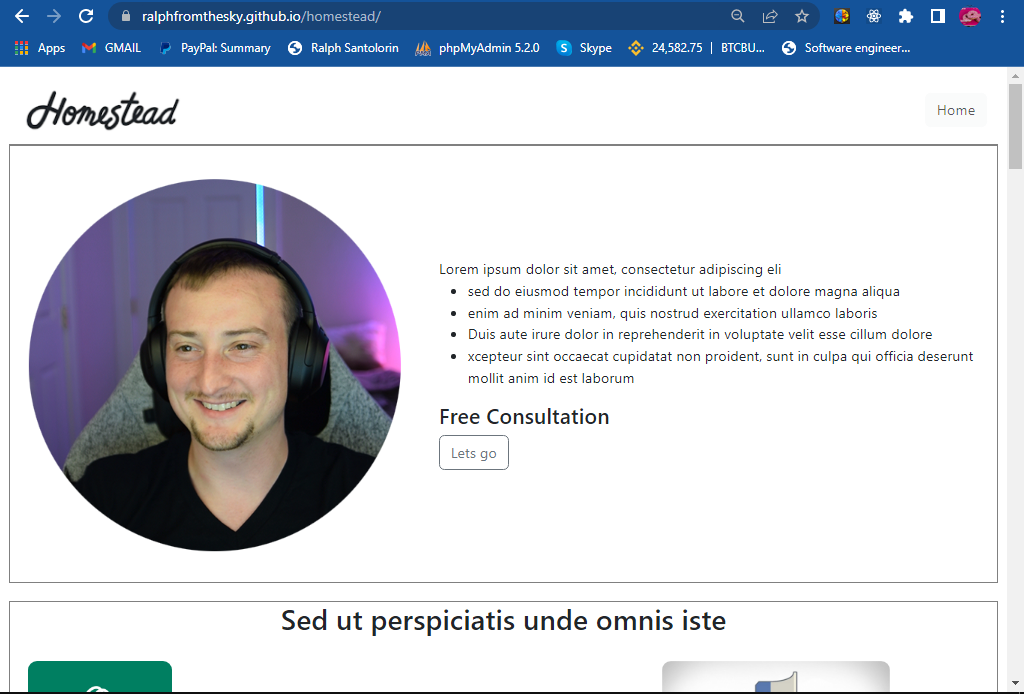 ralphfromthesky.github.io/homestead/
Apps GMAIL PayPal: Summary Ralph Santolorin phpMyAdmin 5.2.0 Skype 24,582.75 | BTCBU... Software engineer...
Homestead
Home
Lorem ipsum dolor sit amet, consectetur adipiscing eli
sed do eiusmod tempor incididunt ut labore et dolore magna aliqua
enim ad minim veniam, quis nostrud exercitation ullamco laboris
Duis aute irure dolor in reprehenderit in voluptate velit esse cillum dolore
xcepteur sint occaecat cupidatat non proident, sunt in culpa qui officia deserunt
mollit anim id est laborum
Free Consultation
Lets go
Sed ut perspiciatis unde omnis iste